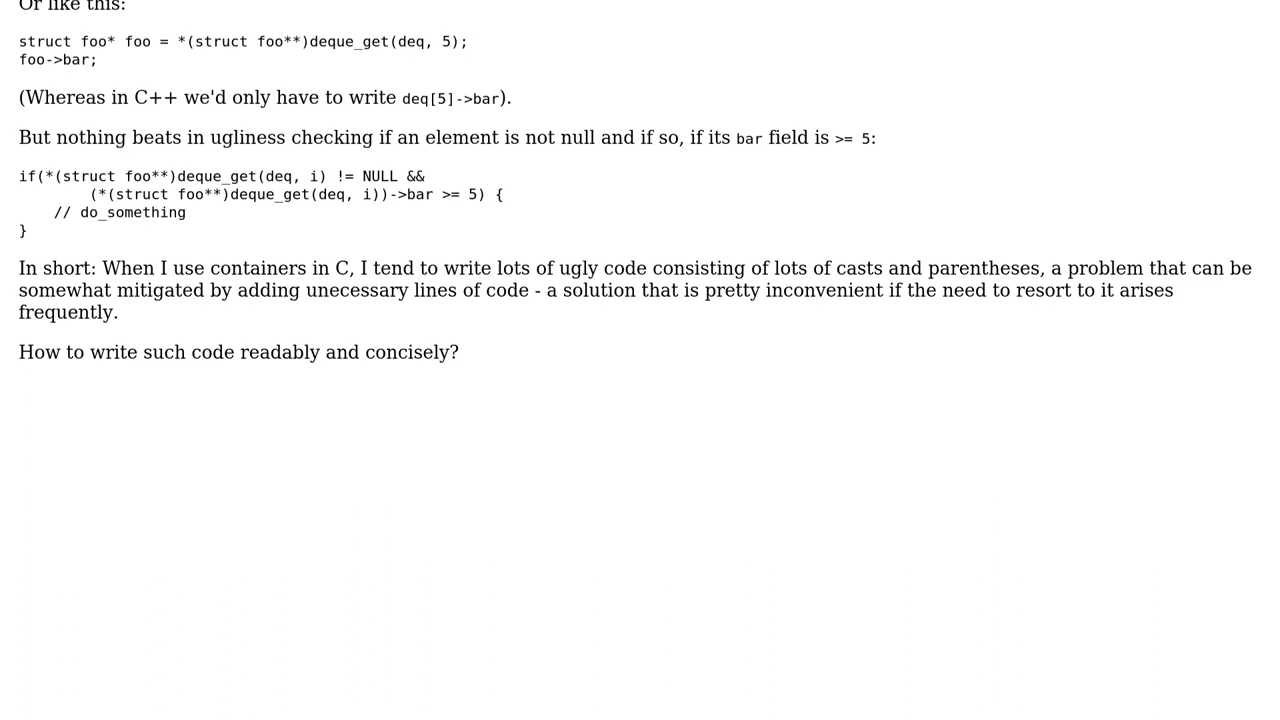 Or like this:
struct foo* foo = *(struct foo**)deque_get(deq, 5);
foo->bar;
(Whereas in C++ we'd only have to write deq[5]->bar).
But nothing beats in ugliness checking if an element is not null and if so, if its bar field is >= 5:
if(*(struct foo**)deque_get(deq, i) != NULL &&
        (*(struct foo**)deque_get(deq, i))->bar >= 5) {
    // do_something
}
In short: When I use containers in C, I tend to write lots of ugly code consisting of lots of casts and parentheses, a problem that can be
somewhat mitigated by adding unecessary lines of code - a solution that is pretty inconvenient if the need to resort to it arises
frequently.
How to write such code readably and concisely?